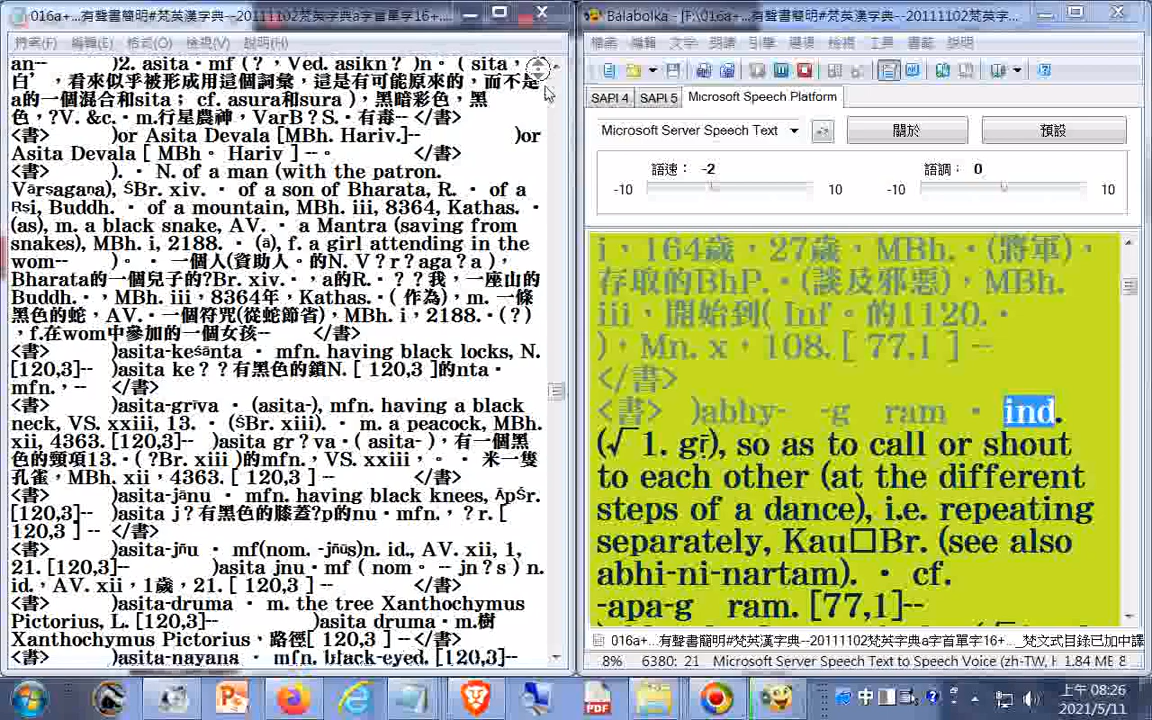 016a+...有聲書簡明#梵英漢字典--20111102梵英字典a字首單字16+...
檔案(F) 編輯(E) 格式(O) 檢視(V) 說明(H)
an-- )2. asita‧mf (?,Ved. asikn?)n。(sita,
白’,看來似乎被形成用這個詞彙,這是有可能原來的,而不是
a的一個混合和sita; cf. asura和sura ),黑暗彩色,黑
色,?V. &c.‧m.行星農神,VarB?S.‧有毒--</書>
<書> )or Asita Devala [MBh. Hariv.]-- )or
Asita Devala [ MBh。 Hariv ] --。 </書>
<書> ).‧N. of a man (with the patron.
Vārṣagaṇa), ŚBr. xiv.‧of a son of Bharata, R.‧of a
Ṛṣi, Buddh.‧of a mountain, MBh. iii, 8364, Kathas.‧
(as), m. a black snake, AV.‧a Mantra (saving from
snakes), MBh. i, 2188.‧(ā), f. a girl attending in the
wom-- )。‧一個人(資助人。的N. V?r?aga?a ),
Bharata的一個兒子的?Br. xiv.,a的R.‧??我,一座山的
Buddh.‧,MBh. iii,8364年,Kathas.‧( 作為), m. 一條
黑色的蛇,AV.‧一個符咒(從蛇節省),MBh. i,2188.‧(?)
,f.在wom中參加的一個女孩-- </書>
<書> )asita-keśānta‧mfn. having black locks, N.
[120,3]-- )asita ke??有黑色的鎖N. [ 120,3 ]的nta‧
mfn.,-- </書>
<書> )asita-grīva‧(asita-), mfn. having a black
neck, VS. xxiii, 13.‧(ŚBr. xiii).‧m. a peacock, MBh.
xii, 4363. [120,3]-- )asita gr?va‧( asita- ),有一個黑
色的頸項13.‧( ?Br. xiii )的mfn.,VS. xxiii,。‧米一隻
孔雀,MBh. xii,4363. [ 120,3 ]-- </書>
<書> )asita-jānu‧mfn. having black knees, ĀpŚr.
[120,3]-- )asita j?有黑色的膝蓋?p的nu‧mfn.,?r. [
120,3 ]-- </書>
<書> )asita-jñu‧mf(nom. -jñūs)n. id., AV. xii, 1,
21. [120,3]-- )asita jnu‧mf ( nom。-- jn?s ) n.
id.,AV. xii,1歲,21. [ 120,3 ] -- </書>
<書> )asita-druma‧m. the tree Xanthochymus
Pictorius, L. [120,3]-- )asita druma‧m.樹
Xanthochymus Pictorius,路徑[ 120,3 ] --</書>
<書> )asita-nayana‧mfn. black-eyed. [120,3]--
Balabolka - [F:\016a+...有聲書簡明#梵英漢字典--20111102梵英字...
檔案 編輯 文字 朗讀 引擎 選項 檢視 工具 書籤 說明
SAPI 4 SAPI 5 Microsoft Speech Platform
Microsoft Server Speech Text 關於 預設
語速: -2 語調: 0
-10 10 -10 10
i,164歲,27歲,MBh.‧(將軍),
存取的BhP.‧(談及邪惡),MBh.
iii,開始到( Inf。的1120.‧
),Mn. x,108. [ 77,1 ] --
</書>
<書> )abhy- -g ram‧ind.
(√1. gṝ), so as to call or shout
to each other (at the different
steps of a dance), i.e. repeating
separately, Kau□Br. (see also
abhi-ni-nartam).‧cf.
-apa-g ram. [77,1]--
016a+...有聲書簡明#梵英漢字典--20111102梵英字典a字首單字16+..._梵文式目錄已加中譯
8% 6380: 21 Microsoft Server Speech Text to Speech Voice (zh-TW, H 1.84 MB 8
PDF
中
上午 08:26
2021/5/11